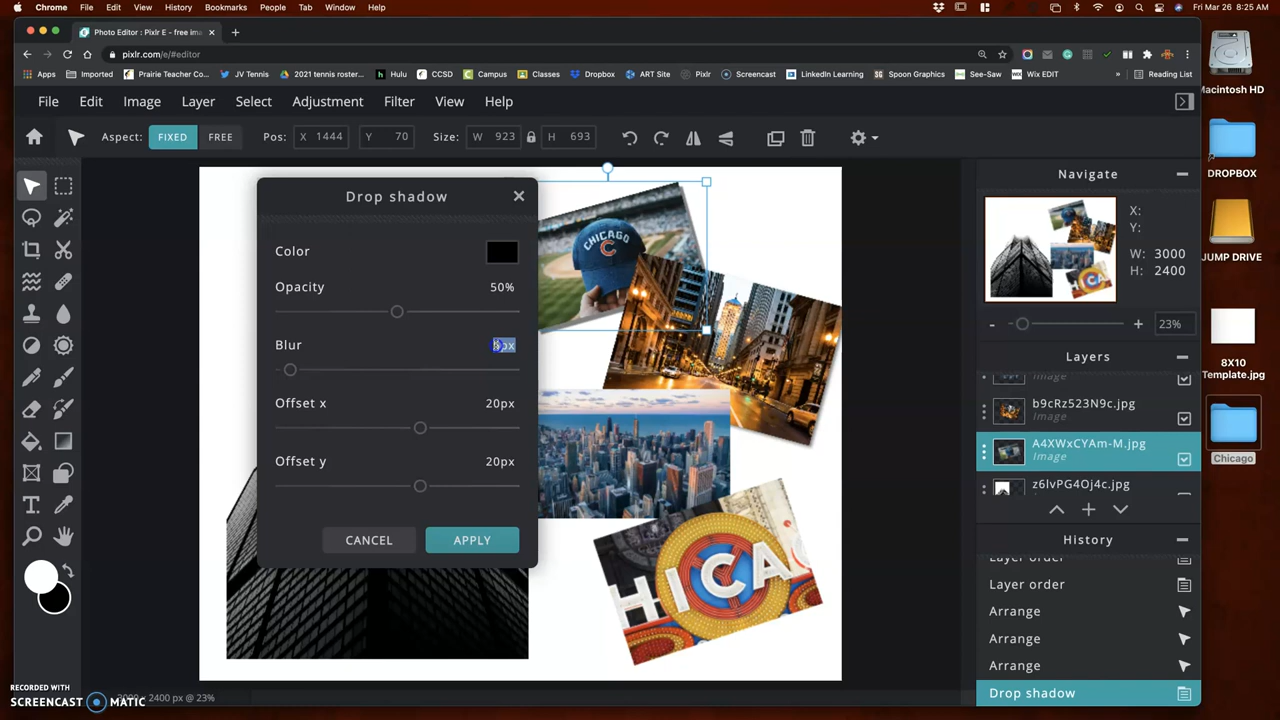 Chrome File Edit View History Bookmarks People Tab Window Help Fri Mar 26 8:25 AM
Photo Editor : Pixlr E - free ima
pixlr.com/e/#editor
Apps Imported Prairie Teacher Co... JV Tennis 2021 tennis roster... Hulu CCSD Campus Classes Dropbox ART Site Pixlr Screencast LinkedIn Learning Spoon Graphics See-Saw Wix EDIT » Reading List
File Edit Image Layer Select Adjustment Filter View Help
Aspect: FIXED FREE Pos: X 1444 Y 70 Size: W 923 H 693
Drop shadow
Color
Opacity 50%
Blur px
Offset x 20px
Offset y 20px
CANCEL APPLY
CHICAGO
C
HICAG
Navigate
X:
Y:
W: 3000
H: 2400
- + 23%
Layers
Image
b9cRz523N9c.jpg
Image
A4XWxCYAm-M.jpg
Image
z6lvPG4Oj4c.jpg
History
Layer order
Layer order
Arrange
Arrange
Arrange
Drop shadow
Macintosh HD
DROPBOX
JUMP DRIVE
8X10
Template.jpg
Chicago
RECORDED WITH
SCREENCAST MATIC
2400 px @ 23%